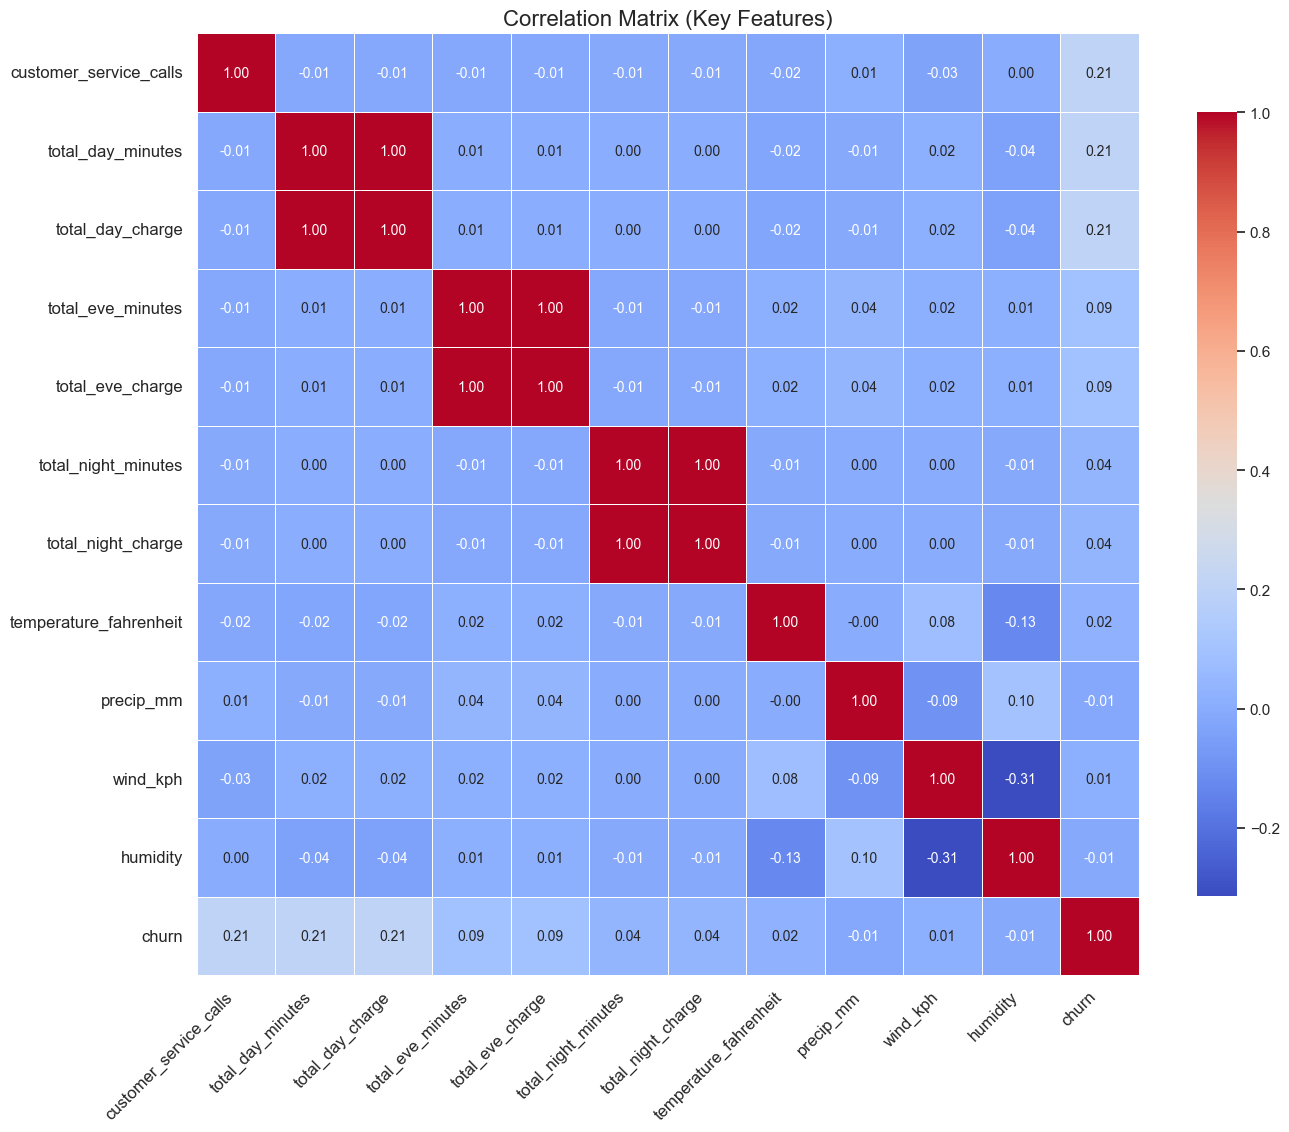 Correlation Matrix (Key Features)
customer_service_calls 1.00 -0.01 -0.01 -0.01 -0.01 -0.01 -0.01 -0.02 0.01 -0.03 0.00 0.21
total_day_minutes -0.01 1.00 1.00 0.01 0.01 0.00 0.00 -0.02 -0.01 0.02 -0.04 0.21
total_day_charge -0.01 1.00 1.00 0.01 0.01 0.00 0.00 -0.02 -0.01 0.02 -0.04 0.21
total_eve_minutes -0.01 0.01 0.01 1.00 1.00 -0.01 -0.01 0.02 0.04 0.02 0.01 0.09
total_eve_charge -0.01 0.01 0.01 1.00 1.00 -0.01 -0.01 0.02 0.04 0.02 0.01 0.09
total_night_minutes -0.01 0.00 0.00 -0.01 -0.01 1.00 1.00 -0.01 0.00 0.00 -0.01 0.04
total_night_charge -0.01 0.00 0.00 -0.01 -0.01 1.00 1.00 -0.01 0.00 0.00 -0.01 0.04
temperature_fahrenheit -0.02 -0.02 -0.02 0.02 0.02 -0.01 -0.01 1.00 -0.00 0.08 -0.13 0.02
precip_mm 0.01 -0.01 -0.01 0.04 0.04 0.00 0.00 -0.00 1.00 -0.09 0.10 -0.01
wind_kph -0.03 0.02 0.02 0.02 0.02 0.00 0.00 0.08 -0.09 1.00 -0.31 0.01
humidity 0.00 -0.04 -0.04 0.01 0.01 -0.01 -0.01 -0.13 0.10 -0.31 1.00 -0.01
churn 0.21 0.21 0.21 0.09 0.09 0.04 0.04 0.02 -0.01 0.01 -0.01 1.00
customer_service_calls
total_day_minutes
total_day_charge
total_eve_minutes
total_eve_charge
total_night_minutes
total_night_charge
temperature_fahrenheit
precip_mm
wind_kph
humidity
churn
1.0
0.8
0.6
0.4
0.2
0.0
−0.2